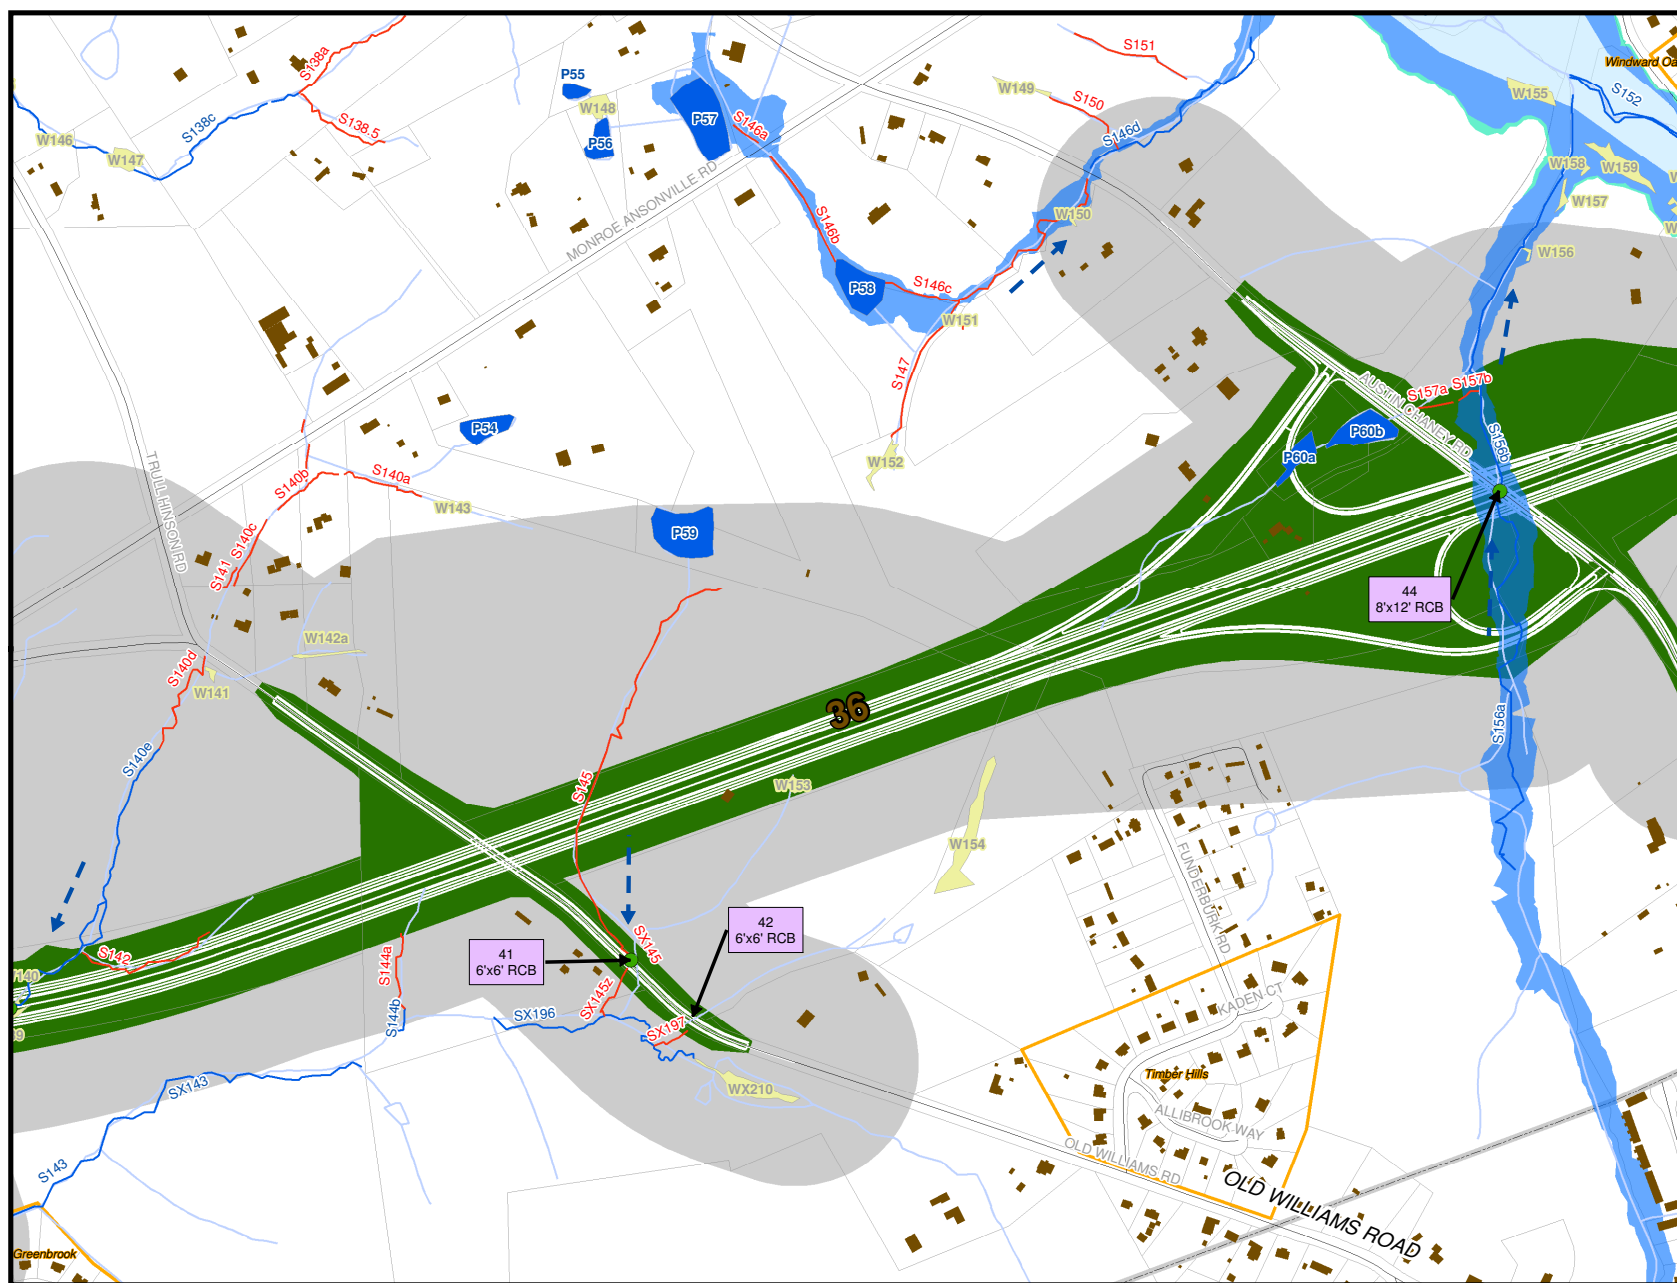 S138a
S138c
S138.5
W146
W147
P55
W148
P56
P57
S146a
MONROE ANSONVILLE RD
S146b
P58
S146c
W151
S147
W152
W149
S150
S151
S146d
W150
Windward Oa
W155
S152
W158
W159
W157
W156
AUSTIN CHANEY RD
S157a
S157b
P60b
P60a
S156b
44
8'x12' RCB
S156a
TRULL HINSON RD
P54
S140b
S140a
W143
S140c
S141
P59
W142a
S140d
W141
S140e
36
S145
W153
W154
S142
S144a
S144b
41
6'x6' RCB
42
6'x6' RCB
SX145
SX145z
SX196
SX197
WX210
SX143
S143
Greenbrook
FUNDERBURK RD
KADEN CT
Timber Hills
ALLIBROOK WAY
OLD WILLIAMS RD
OLD WILLIAMS ROAD